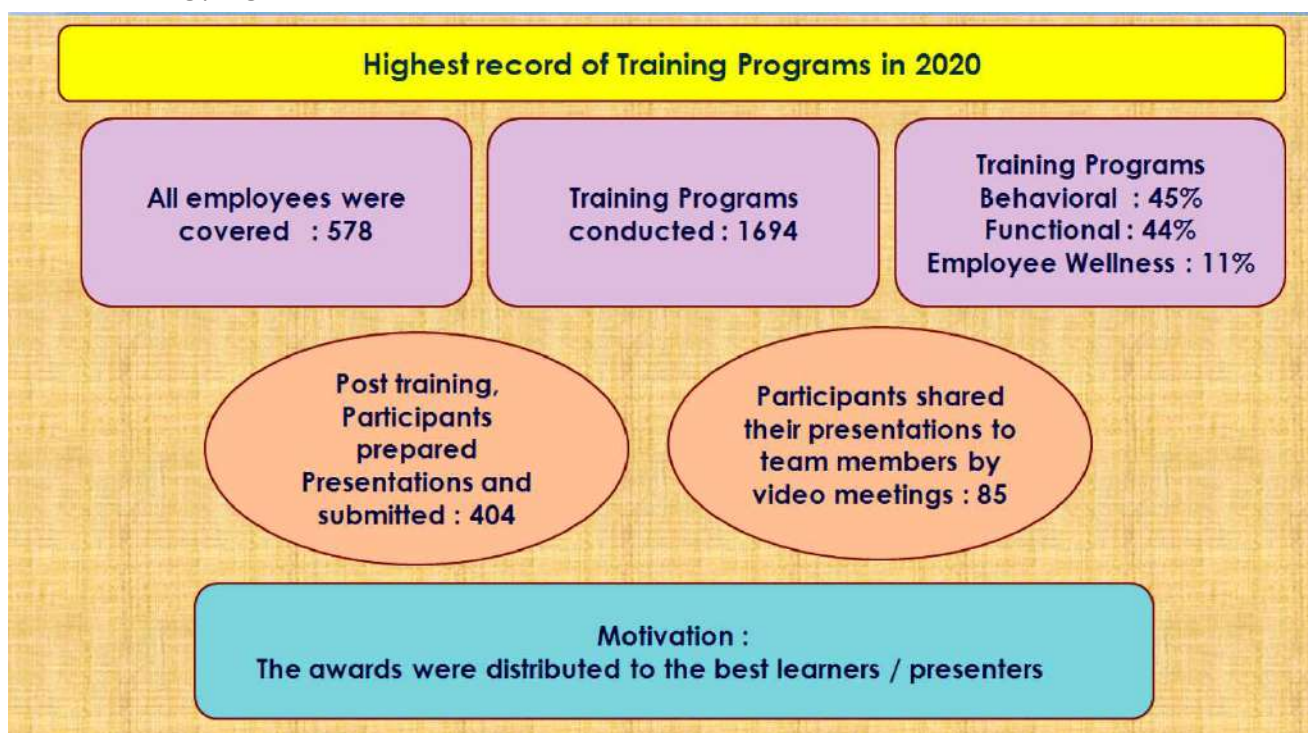 Highest record of Training Programs in 2020
All employees were
covered : 578
Training Programs
conducted : 1694
Training Programs
Behavioral : 45%
Functional : 44%
Employee Wellness : 11%
Post training,
Participants
prepared
Presentations and
submitted : 404
Participants shared
their presentations to
team members by
video meetings : 85
Motivation :
The awards were distributed to the best learners / presenters